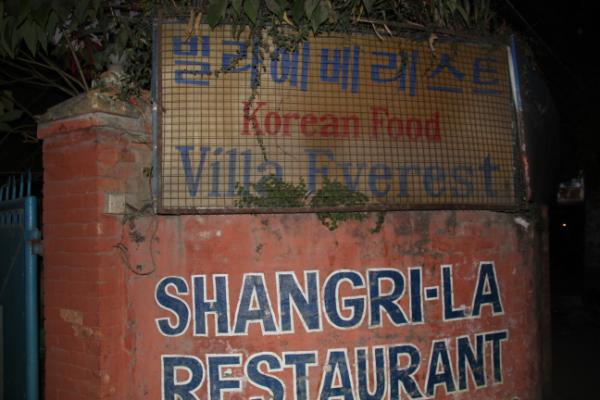 빌라에베레스트
Korean Food
Villa Everest
SHANGRI-LA
RESTAURANT